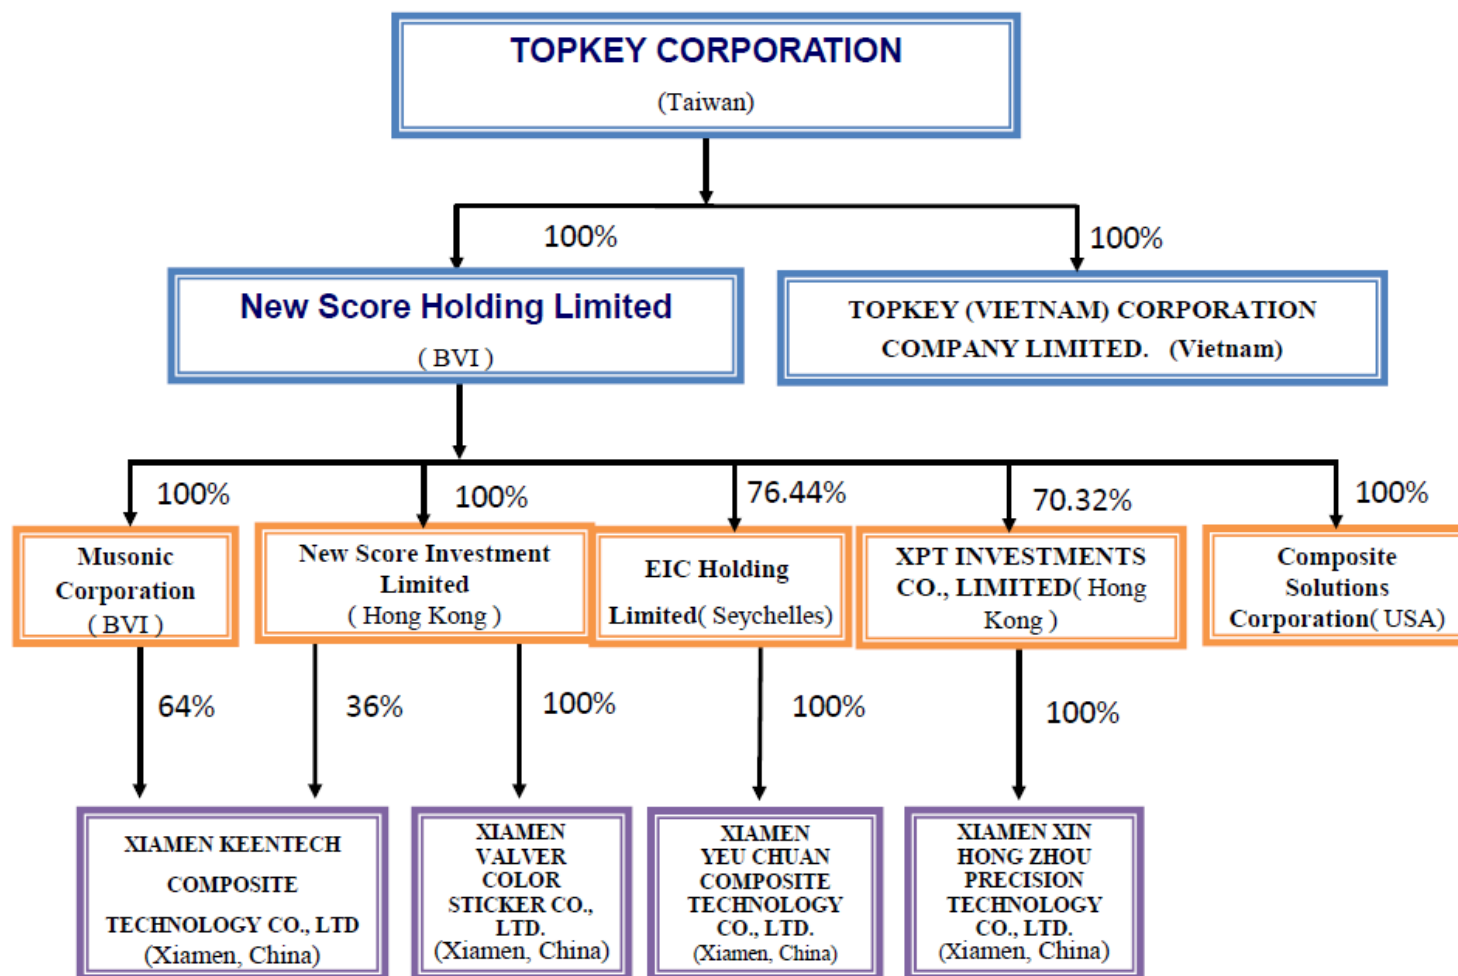 TOPKEY CORPORATION
(Taiwan)
100%
100%
New Score Holding Limited
( BVI )
TOPKEY (VIETNAM) CORPORATION
COMPANY LIMITED. (Vietnam)
100%
100%
76.44%
70.32%
100%
Musonic
Corporation
( BVI )
New Score Investment
Limited
( Hong Kong )
EIC Holding
Limited( Seychelles)
XPT INVESTMENTS
CO., LIMITED( Hong
Kong )
Composite
Solutions
Corporation( USA)
64%
36%
100%
100%
100%
XIAMEN KEENTECH
COMPOSITE
TECHNOLOGY CO., LTD
(Xiamen, China)
XIAMEN
VALVER
COLOR
STICKER CO.,
LTD.
(Xiamen, China)
XIAMEN
YEU CHUAN
COMPOSITE
TECHNOLOGY
CO., LTD.
(Xiamen, China)
XIAMEN XIN
HONG ZHOU
PRECISION
TECHNOLOGY
CO., LTD.
(Xiamen, China)